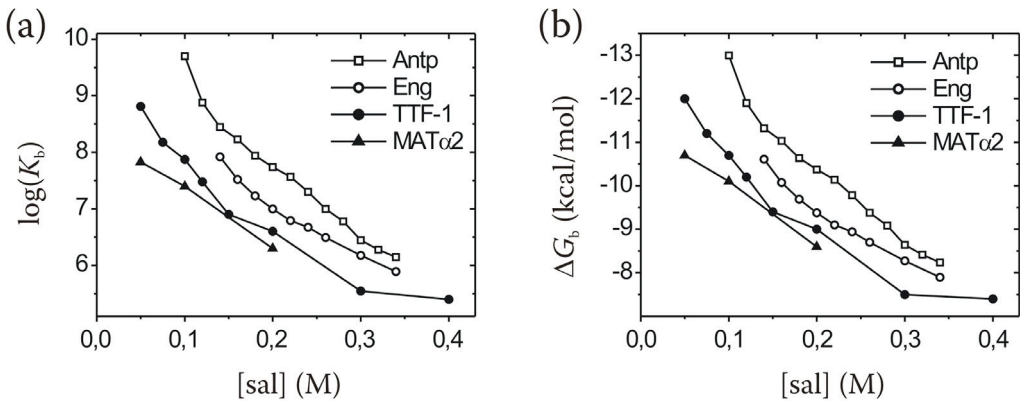 (a)
log(K_b)
10
9
8
7
6
0,0
0,1
0,2
0,3
0,4
[sal] (M)
Antp
Eng
TTF-1
MATα2
(b)
ΔG_b (kcal/mol)
-13
-12
-11
-10
-9
-8
0,0
0,1
0,2
0,3
0,4
[sal] (M)
Antp
Eng
TTF-1
MATα2